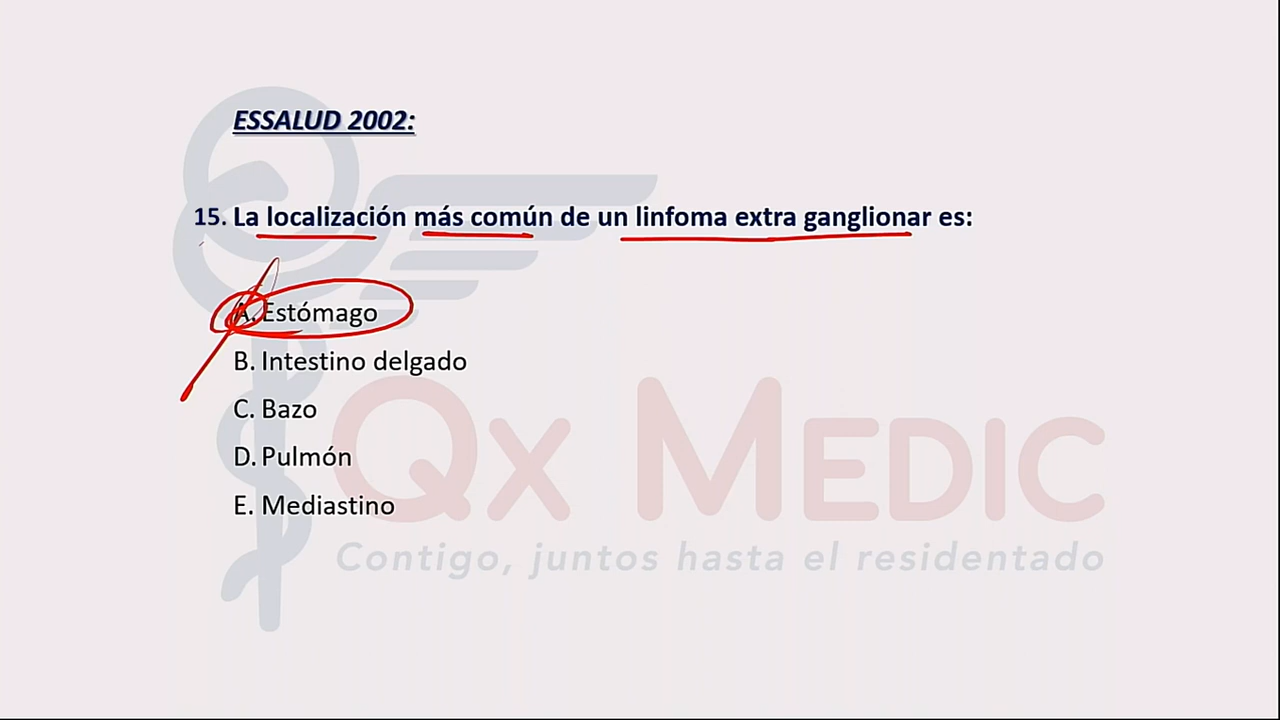 ESSALUD 2002:
15. La localización más común de un linfoma extra ganglionar es:
A. Estómago
B. Intestino delgado
C. Bazo
D. Pulmón
E. Mediastino
QX MEDIC
Contigo, juntos hasta el residentado